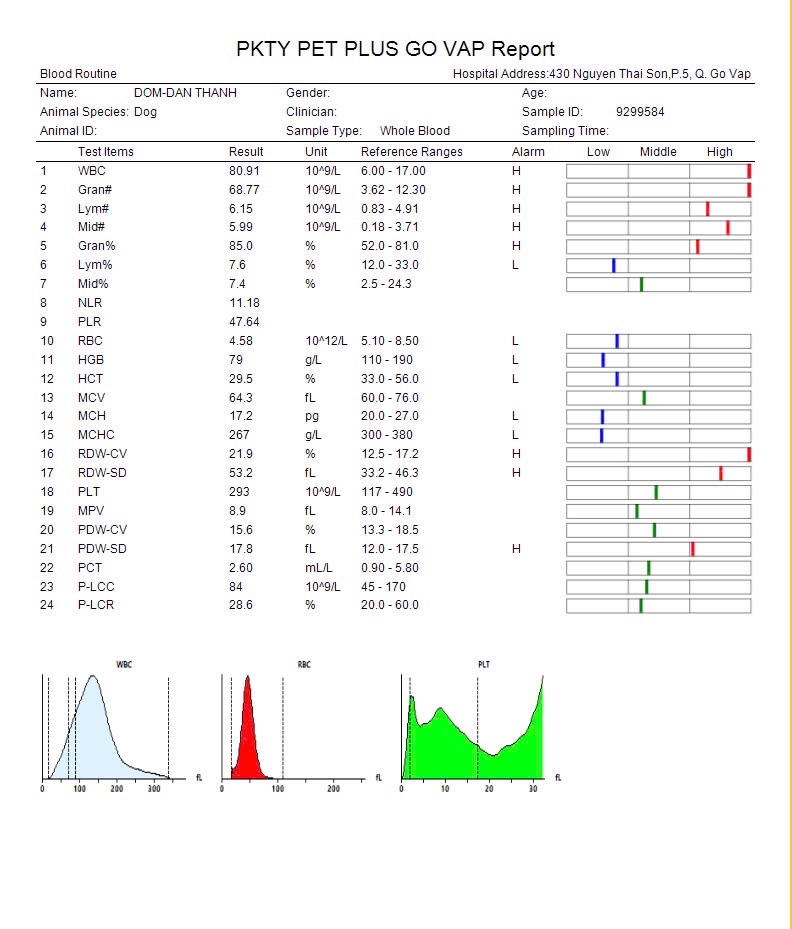 PKTY PET PLUS GO VAP Report
Blood Routine Hospital Address:430 Nguyen Thai Son,P.5, Q. Go Vap
Name: DOM-DAN THANH Gender: Age:
Animal Species: Dog Clinician: Sample ID: 9299584
Animal ID: Sample Type: Whole Blood Sampling Time:
Test Items Result Unit Reference Ranges Alarm Low Middle High
1 WBC 80.91 10^9/L 6.00 - 17.00 H
2 Gran# 68.77 10^9/L 3.62 - 12.30 H
3 Lym# 6.15 10^9/L 0.83 - 4.91 H
4 Mid# 5.99 10^9/L 0.18 - 3.71 H
5 Gran% 85.0 % 52.0 - 81.0 H
6 Lym% 7.6 % 12.0 - 33.0 L
7 Mid% 7.4 % 2.5 - 24.3
8 NLR 11.18
9 PLR 47.64
10 RBC 4.58 10^12/L 5.10 - 8.50 L
11 HGB 79 g/L 110 - 190 L
12 HCT 29.5 % 33.0 - 56.0 L
13 MCV 64.3 fL 60.0 - 76.0
14 MCH 17.2 pg 20.0 - 27.0 L
15 MCHC 267 g/L 300 - 380 L
16 RDW-CV 21.9 % 12.5 - 17.2 H
17 RDW-SD 53.2 fL 33.2 - 46.3 H
18 PLT 293 10^9/L 117 - 490
19 MPV 8.9 fL 8.0 - 14.1
20 PDW-CV 15.6 % 13.3 - 18.5
21 PDW-SD 17.8 fL 12.0 - 17.5 H
22 PCT 2.60 mL/L 0.90 - 5.80
23 P-LCC 84 10^9/L 45 - 170
24 P-LCR 28.6 % 20.0 - 60.0
WBC RBC PLT
fL fL fL
0 100 200 300 0 100 200 0 10 20 30